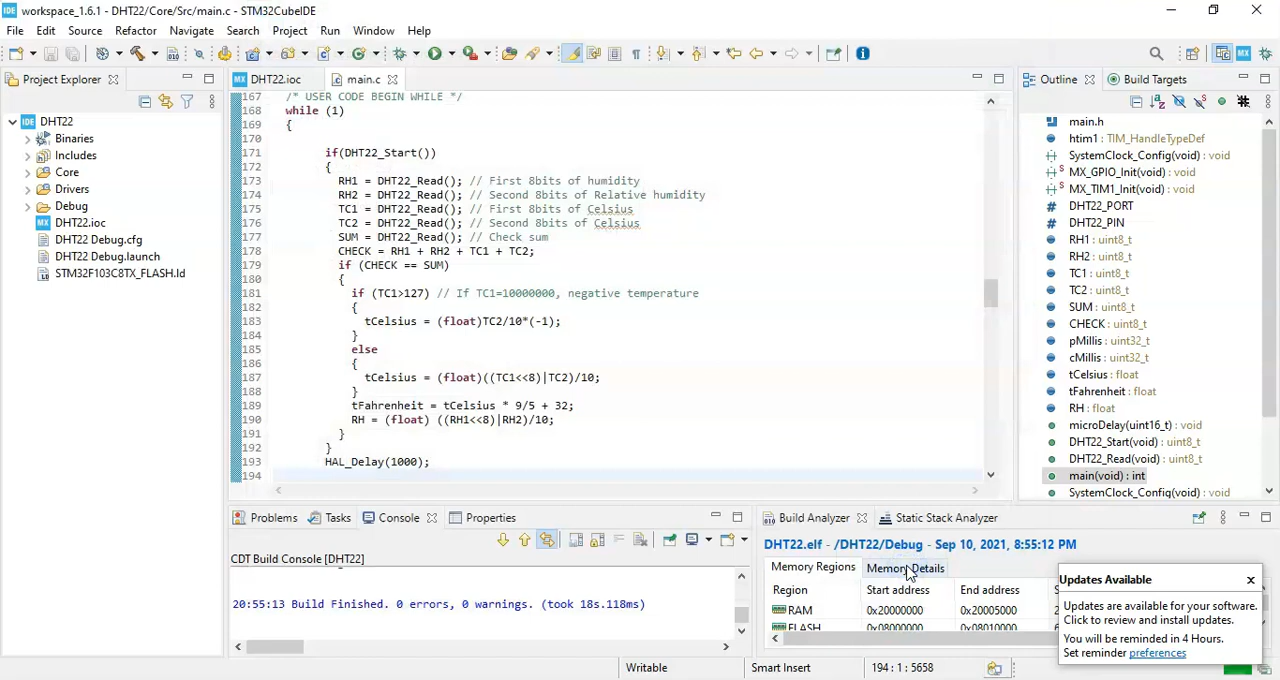 workspace_1.6.1 - DHT22/Core/Src/main.c - STM32CubeIDE
File Edit Source Refactor Navigate Search Project Run Window Help
Project Explorer
DHT22
Binaries
Includes
Core
Drivers
Debug
DHT22.ioc
DHT22 Debug.cfg
DHT22 Debug.launch
STM32F103C8TX_FLASH.ld
DHT22.ioc main.c
167 /* USER CODE BEGIN WHILE */
168 while (1)
169 {
170
171 if(DHT22_Start())
172 {
173 RH1 = DHT22_Read(); // First 8bits of humidity
174 RH2 = DHT22_Read(); // Second 8bits of Relative humidity
175 TC1 = DHT22_Read(); // First 8bits of Celsius
176 TC2 = DHT22_Read(); // Second 8bits of Celsius
177 SUM = DHT22_Read(); // Check sum
178 CHECK = RH1 + RH2 + TC1 + TC2;
179 if (CHECK == SUM)
180 {
181 if (TC1>127) // If TC1=10000000, negative temperature
182 {
183 tCelsius = (float)TC2/10*(-1);
184 }
185 else
186 {
187 tCelsius = (float)((TC1<<8)|TC2)/10;
188 }
189 tFahrenheit = tCelsius * 9/5 + 32;
190 RH = (float) ((RH1<<8)|RH2)/10;
191 }
192 }
193 HAL_Delay(1000);
194
Outline Build Targets
main.h
htim1 : TIM_HandleTypeDef
SystemClock_Config(void) : void
MX_GPIO_Init(void) : void
MX_TIM1_Init(void) : void
DHT22_PORT
DHT22_PIN
RH1 : uint8_t
RH2 : uint8_t
TC1 : uint8_t
TC2 : uint8_t
SUM : uint8_t
CHECK : uint8_t
pMillis : uint32_t
cMillis : uint32_t
tCelsius : float
tFahrenheit : float
RH : float
microDelay(uint16_t) : void
DHT22_Start(void) : uint8_t
DHT22_Read(void) : uint8_t
main(void) : int
SystemClock_Config(void) : void
Problems Tasks Console Properties
CDT Build Console [DHT22]
20:55:13 Build Finished. 0 errors, 0 warnings. (took 18s.118ms)
Build Analyzer Static Stack Analyzer
DHT22.elf - /DHT22/Debug - Sep 10, 2021, 8:55:12 PM
Memory Regions Memory Details
Region Start address End address
RAM 0x20000000 0x20005000
FLASH 0x08000000 0x08010000
Updates Available
Updates are available for your software.
Click to review and install updates.
You will be reminded in 4 Hours.
Set reminder preferences
Writable Smart Insert 194 : 1 : 5658